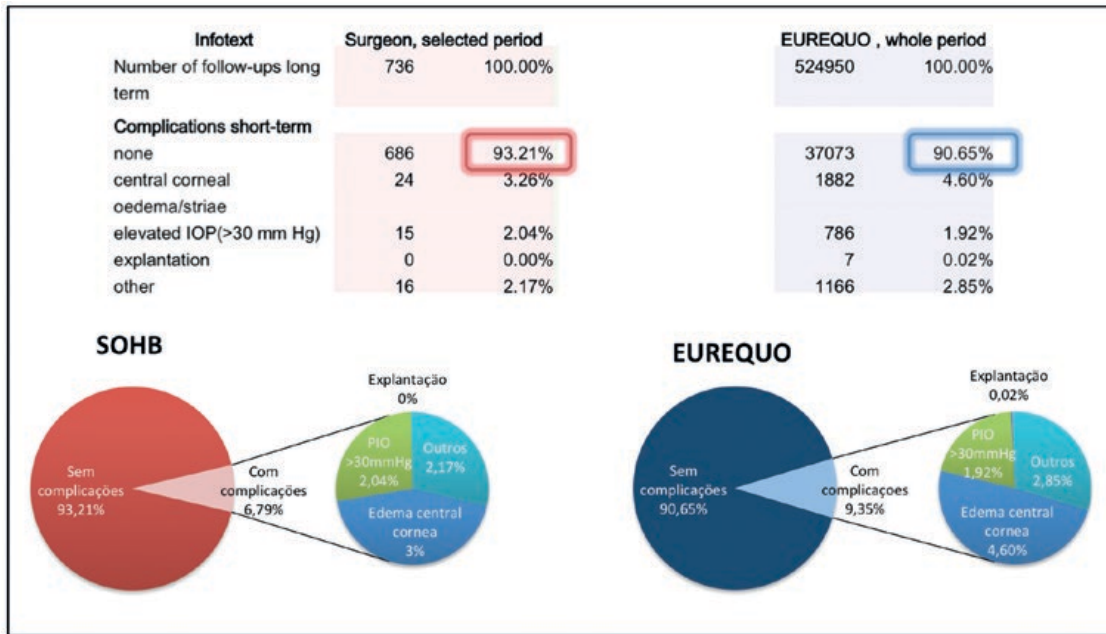 Infotext Surgeon, selected period EUREQUO , whole period
Number of follow-ups long 736 100.00% 524950 100.00%
term
Complications short-term
none 686 93.21% 37073 90.65%
central corneal 24 3.26% 1882 4.60%
oedema/striae
elevated IOP(>30 mm Hg) 15 2.04% 786 1.92%
explantation 0 0.00% 7 0.02%
other 16 2.17% 1166 2.85%
SOHB
Explantação
0%
Sem
complicações
93,21%
Com
complicações
6,79%
PIO
>30mmHg
2,04%
Outros
2,17%
Edema central
cornea
3%
EUREQUO
Explantação
0,02%
Sem
complicações
90,65%
Com
complicaçoes
9,35%
PIO
>30mmHg
1,92%
Outros
2,85%
Edema central
cornea
4,60%